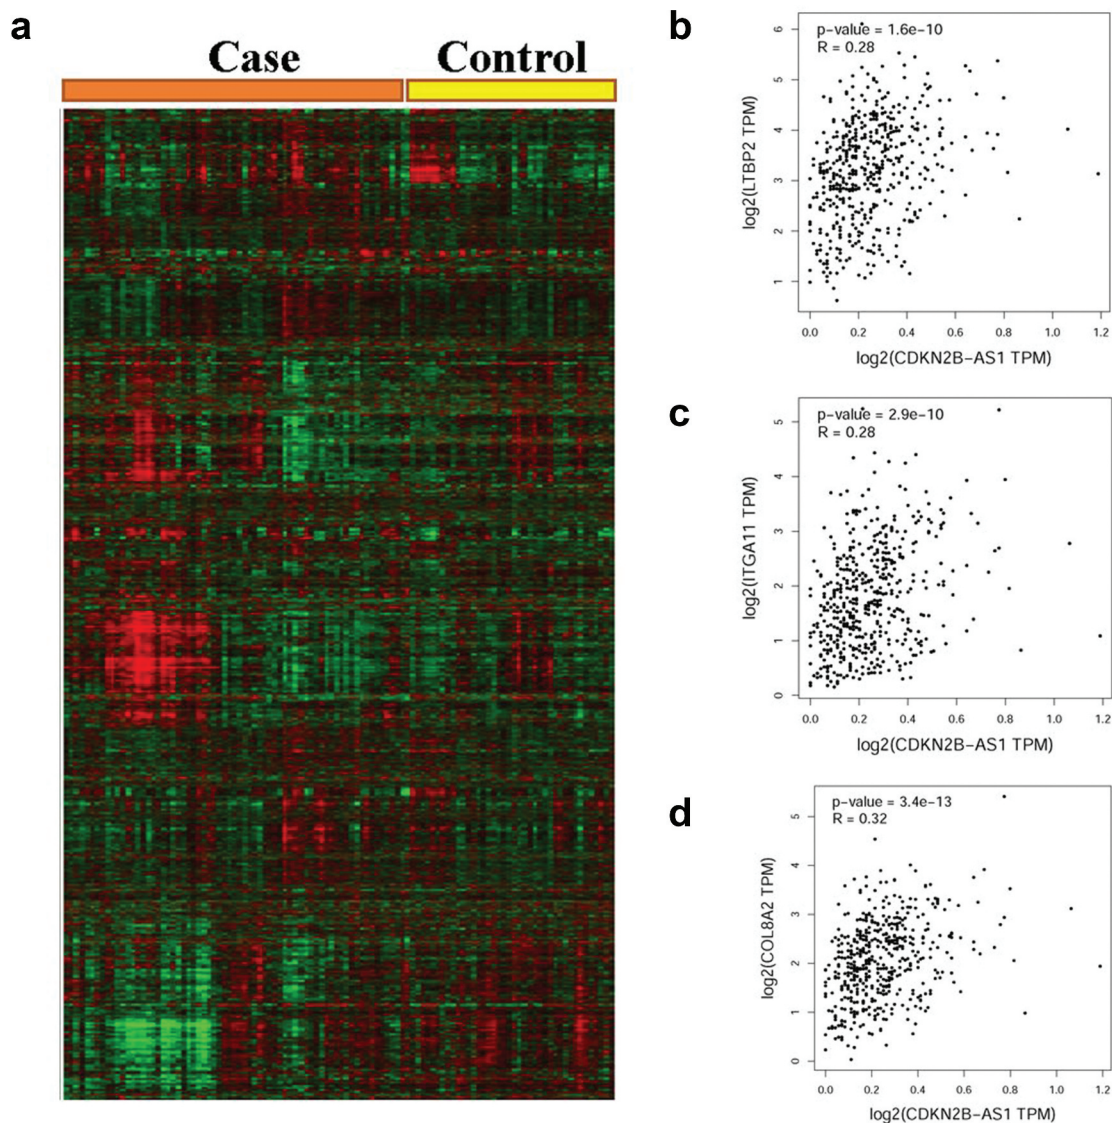 a
Case Control
b
p-value = 1.6e-10
R = 0.28
log2(LTBP2 TPM)
1 2 3 4 5 6
0.0 0.2 0.4 0.6 0.8 1.0 1.2
log2(CDKN2B-AS1 TPM)
c
p-value = 2.9e-10
R = 0.28
log2(ITGA11 TPM)
0 1 2 3 4 5
0.0 0.2 0.4 0.6 0.8 1.0 1.2
log2(CDKN2B-AS1 TPM)
d
p-value = 3.4e-13
R = 0.32
log2(COL8A2 TPM)
0 1 2 3 4 5
0.0 0.2 0.4 0.6 0.8 1.0 1.2
log2(CDKN2B-AS1 TPM)